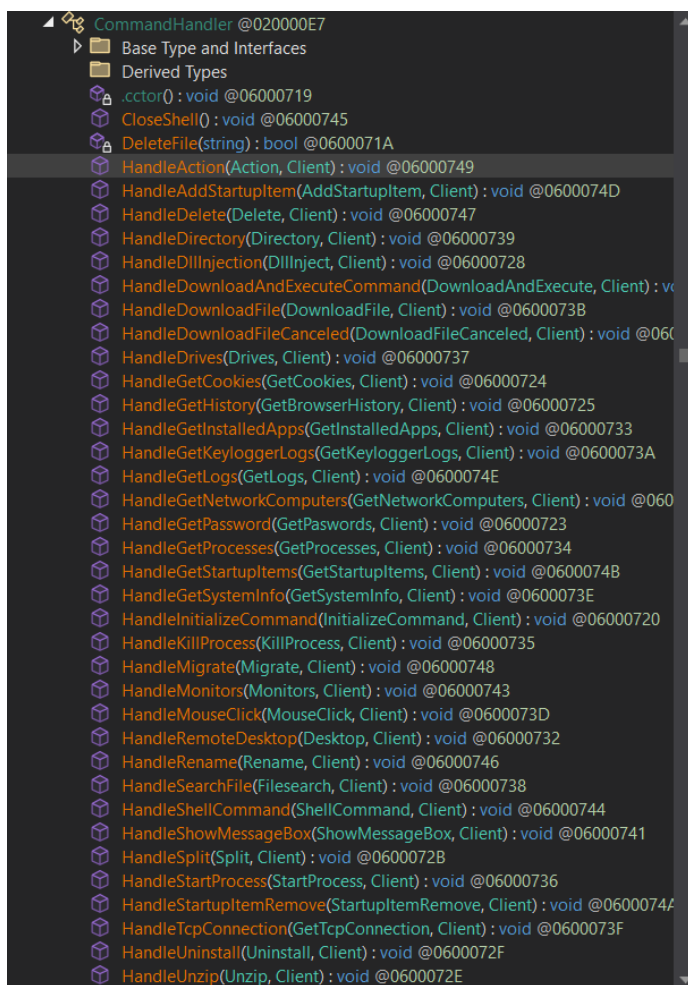 CommandHandler @020000E7
Base Type and Interfaces
Derived Types
.cctor() : void @06000719
CloseShell() : void @06000745
DeleteFile(string) : bool @0600071A
HandleAction(Action, Client) : void @06000749
HandleAddStartupItem(AddStartupItem, Client) : void @0600074D
HandleDelete(Delete, Client) : void @06000747
HandleDirectory(Directory, Client) : void @06000739
HandleDllInjection(DllInject, Client) : void @06000728
HandleDownloadAndExecuteCommand(DownloadAndExecute, Client) : v
HandleDownloadFile(DownloadFile, Client) : void @0600073B
HandleDownloadFileCanceled(DownloadFileCanceled, Client) : void @060
HandleDrives(Drives, Client) : void @06000737
HandleGetCookies(GetCookies, Client) : void @06000724
HandleGetHistory(GetBrowserHistory, Client) : void @06000725
HandleGetInstalledApps(GetInstalledApps, Client) : void @06000733
HandleGetKeyloggerLogs(GetKeyloggerLogs, Client) : void @0600073A
HandleGetLogs(GetLogs, Client) : void @0600074E
HandleGetNetworkComputers(GetNetworkComputers, Client) : void @060
HandleGetPassword(GetPaswords, Client) : void @06000723
HandleGetProcesses(GetProcesses, Client) : void @06000734
HandleGetStartupItems(GetStartupItems, Client) : void @0600074B
HandleGetSystemInfo(GetSystemInfo, Client) : void @0600073E
HandleInitializeCommand(InitializeCommand, Client) : void @06000720
HandleKillProcess(KillProcess, Client) : void @06000735
HandleMigrate(Migrate, Client) : void @06000748
HandleMonitors(Monitors, Client) : void @06000743
HandleMouseClick(MouseClick, Client) : void @0600073D
HandleRemoteDesktop(Desktop, Client) : void @06000732
HandleRename(Rename, Client) : void @06000746
HandleSearchFile(Filesearch, Client) : void @06000738
HandleShellCommand(ShellCommand, Client) : void @06000744
HandleShowMessageBox(ShowMessageBox, Client) : void @06000741
HandleSplit(Split, Client) : void @0600072B
HandleStartProcess(StartProcess, Client) : void @06000736
HandleStartupItemRemove(StartupItemRemove, Client) : void @0600074A
HandleTcpConnection(GetTcpConnection, Client) : void @0600073F
HandleUninstall(Uninstall, Client) : void @0600072F
HandleUnzip(Unzip, Client) : void @0600072E